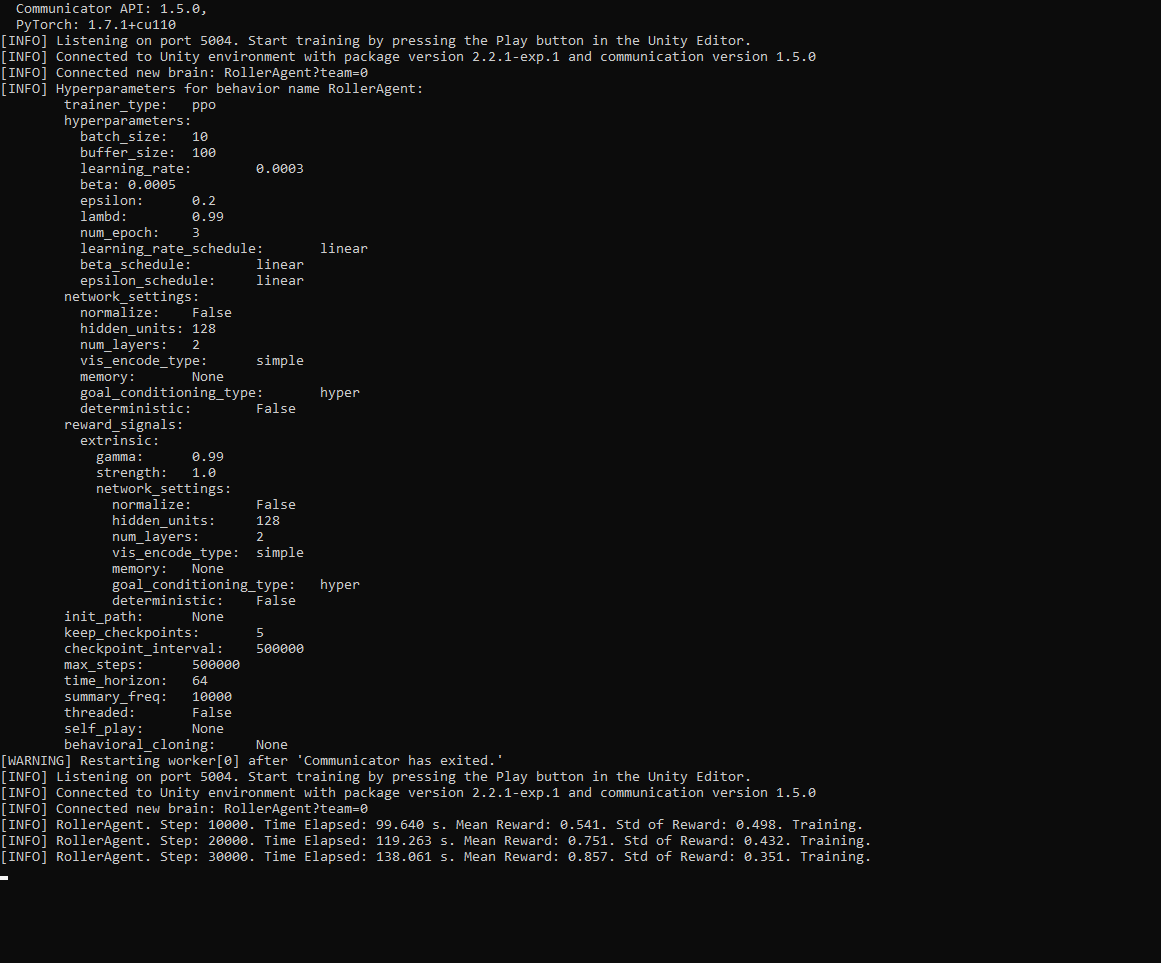 Communicator API: 1.5.0,
PyTorch: 1.7.1+cu110
[INFO] Listening on port 5004. Start training by pressing the Play button in the Unity Editor.
[INFO] Connected to Unity environment with package version 2.2.1-exp.1 and communication version 1.5.0
[INFO] Connected new brain: RollerAgent?team=0
[INFO] Hyperparameters for behavior name RollerAgent:
trainer_type: ppo
hyperparameters:
batch_size: 10
buffer_size: 100
learning_rate: 0.0003
beta: 0.0005
epsilon: 0.2
lambd: 0.99
num_epoch: 3
learning_rate_schedule: linear
beta_schedule: linear
epsilon_schedule: linear
network_settings:
normalize: False
hidden_units: 128
num_layers: 2
vis_encode_type: simple
memory: None
goal_conditioning_type: hyper
deterministic: False
reward_signals:
extrinsic:
gamma: 0.99
strength: 1.0
network_settings:
normalize: False
hidden_units: 128
num_layers: 2
vis_encode_type: simple
memory: None
goal_conditioning_type: hyper
deterministic: False
init_path: None
keep_checkpoints: 5
checkpoint_interval: 500000
max_steps: 500000
time_horizon: 64
summary_freq: 10000
threaded: False
self_play: None
behavioral_cloning: None
[WARNING] Restarting worker[0] after 'Communicator has exited.'
[INFO] Listening on port 5004. Start training by pressing the Play button in the Unity Editor.
[INFO] Connected to Unity environment with package version 2.2.1-exp.1 and communication version 1.5.0
[INFO] Connected new brain: RollerAgent?team=0
[INFO] RollerAgent. Step: 10000. Time Elapsed: 99.640 s. Mean Reward: 0.541. Std of Reward: 0.498. Training.
[INFO] RollerAgent. Step: 20000. Time Elapsed: 119.263 s. Mean Reward: 0.751. Std of Reward: 0.432. Training.
[INFO] RollerAgent. Step: 30000. Time Elapsed: 138.061 s. Mean Reward: 0.857. Std of Reward: 0.351. Training.